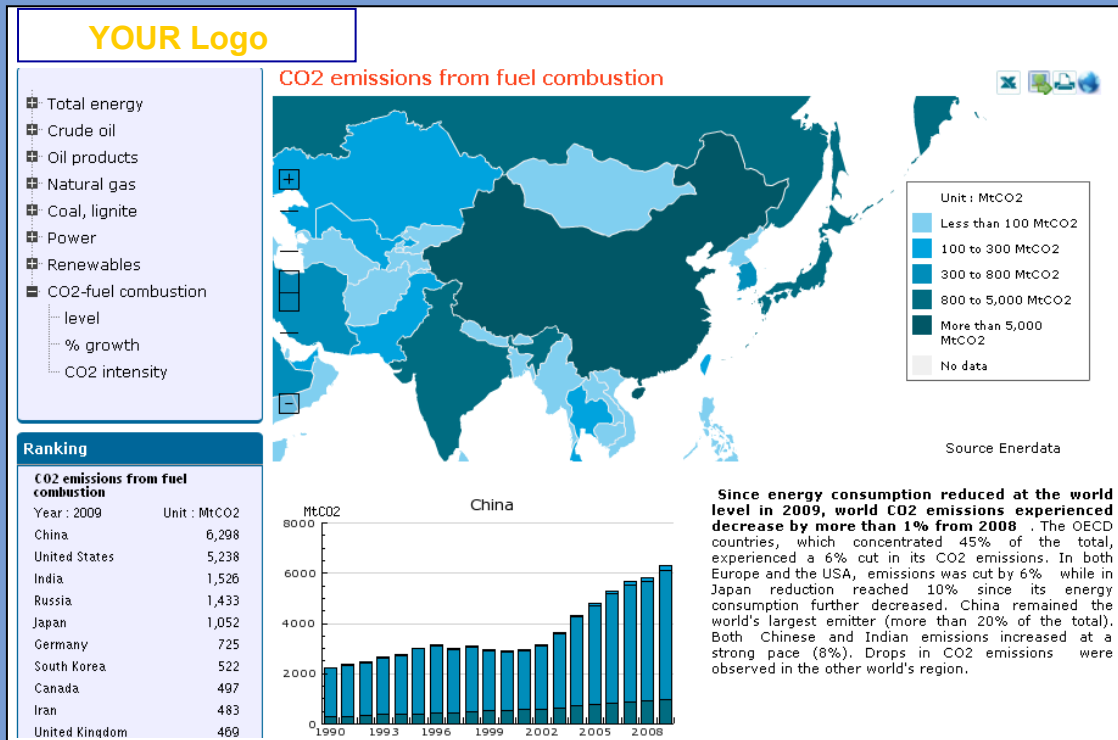 YOUR Logo
CO2 emissions from fuel combustion
Total energy
Crude oil
Oil products
Natural gas
Coal, lignite
Power
Renewables
CO2-fuel combustion
level
% growth
CO2 intensity
+
−
Unit : MtCO2
Less than 100 MtCO2
100 to 300 MtCO2
300 to 800 MtCO2
800 to 5,000 MtCO2
More than 5,000
MtCO2
No data
Source Enerdata
Ranking
CO2 emissions from fuel
combustion
Year : 2009 Unit : MtCO2
China 6,298
United States 5,238
India 1,526
Russia 1,433
Japan 1,052
Germany 725
South Korea 522
Canada 497
Iran 483
United Kingdom 469
China
MtCO2
8000
6000
4000
2000
0
1990 1993 1996 1999 2002 2005 2008
Since energy consumption reduced at the world
level in 2009, world CO2 emissions experienced
decrease by more than 1% from 2008 . The OECD
countries, which concentrated 45% of the total,
experienced a 6% cut in its CO2 emissions. In both
Europe and the USA, emissions was cut by 6% while in
Japan reduction reached 10% since its energy
consumption further decreased. China remained the
world's largest emitter (more than 20% of the total).
Both Chinese and Indian emissions increased at a
strong pace (8%). Drops in CO2 emissions were
observed in the other world's region.